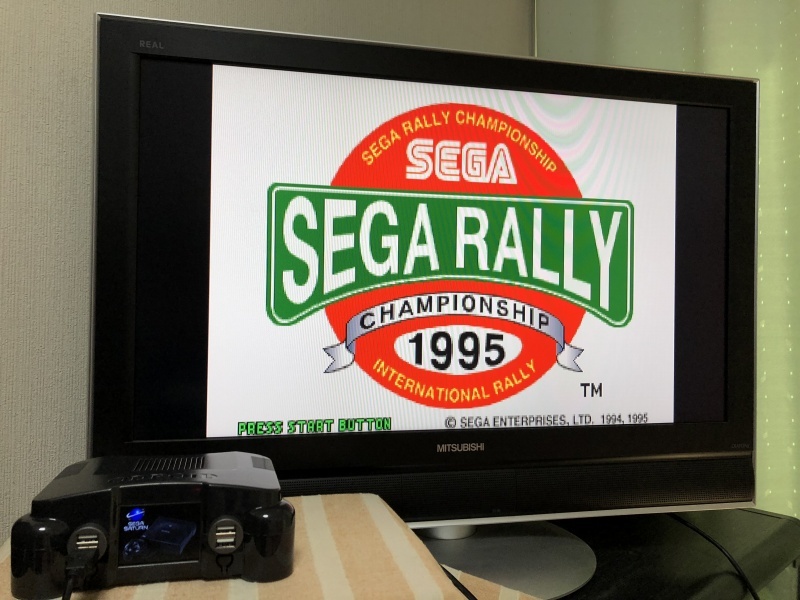 REAL
SEGA RALLY CHAMPIONSHIP
SEGA
SEGA RALLY
CHAMPIONSHIP
1995
INTERNATIONAL RALLY
TM
PRESS START BUTTON
© SEGA ENTERPRISES, LTD. 1994, 1995
MITSUBISHI
SEGA
SATURN